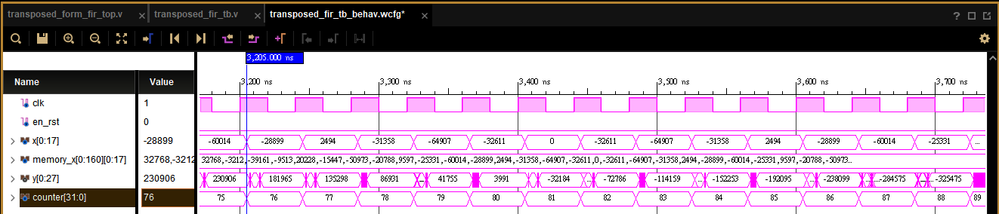 transposed_form_fir_top.v × transposed_fir_tb.v × transposed_fir_tb_behav.wcfg* ×
3,205.000 ns
Name Value
3,200 ns 3,300 ns 3,400 ns 3,500 ns 3,600 ns 3,700 ns
clk 1
en_rst 0
x[0:17] -28899 -60014 -28899 2494 -31358 -64907 -32611 0 -32611 -64907 -31358 2494 -28899 -60014 -25331 ...
memory_x[0:160][0:17] 32768,-3212 32768,-3212,-39161,-9513,20228,-15447,-50973,-20788,9597,-25331,-60014,-28899,2494,-31358,-64907,-32611,0,-32611,-64907,-31358,2494,-28899,-60014,-25331,9597,-20788,-50973...
y[0:27] 230906 230906 181965 135298 86931 41755 3991 -32184 -72786 -114159 -152253 -192095 -238099 -284575 -325475
counter[31:0] 76 75 76 77 78 79 80 81 82 83 84 85 86 87 88 89